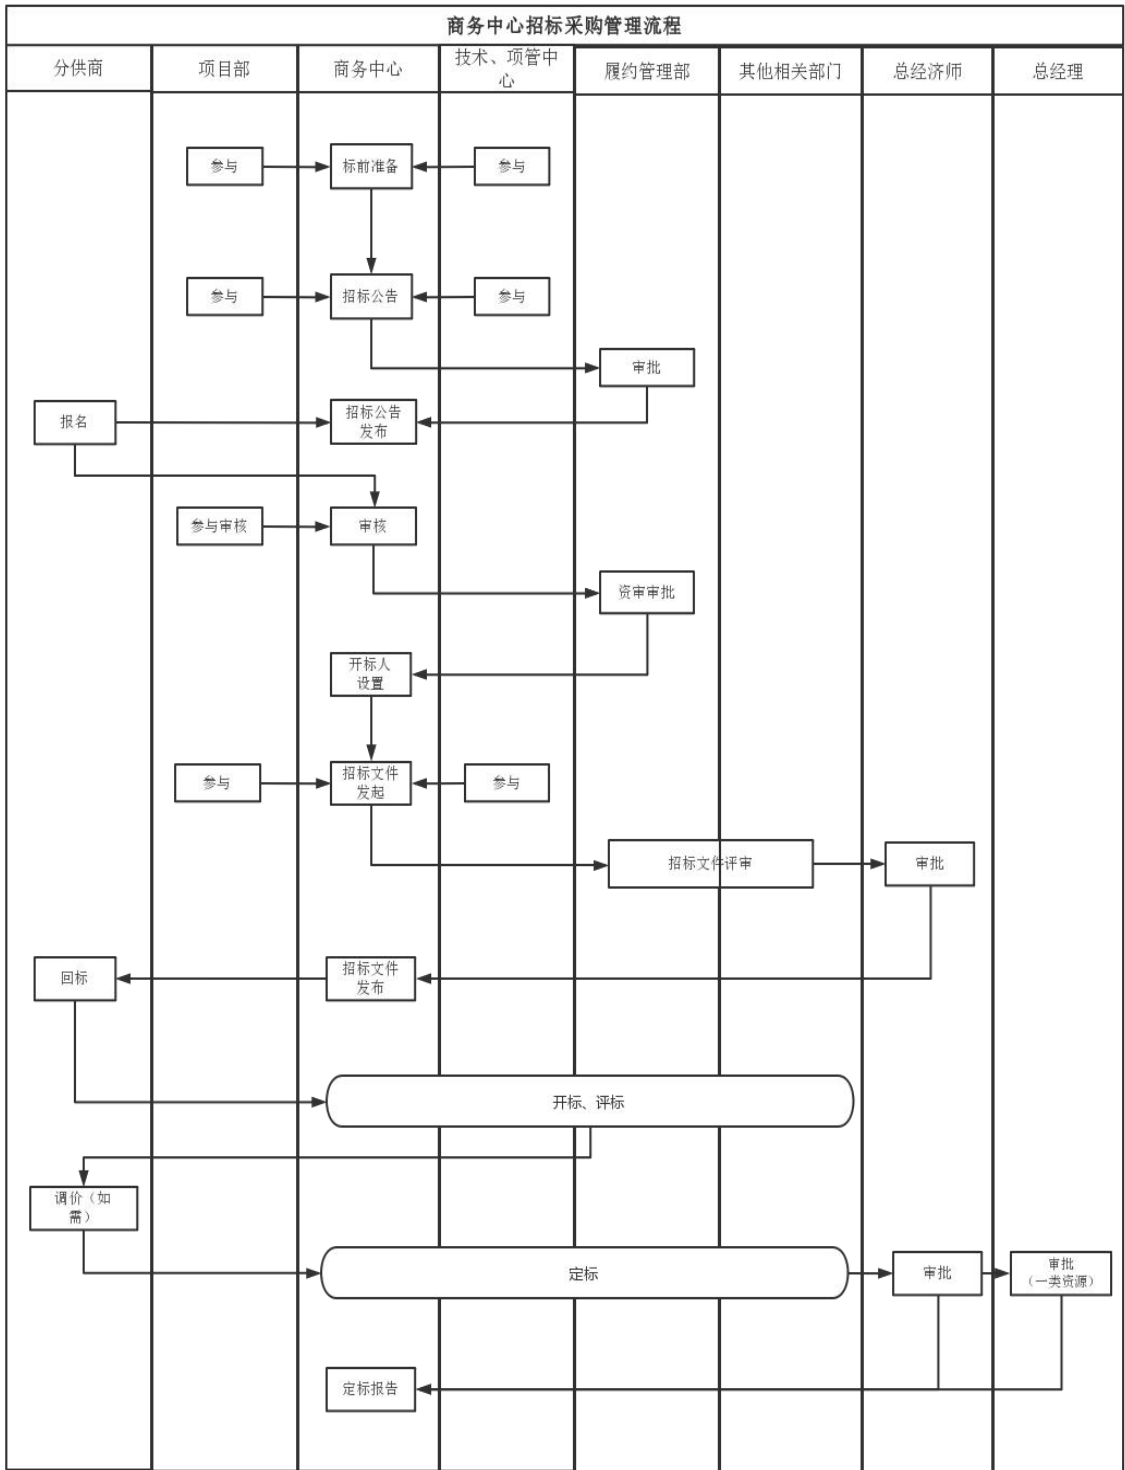 商务中心招标采购管理流程
分供商
项目部
商务中心
技术、项管中
心
履约管理部
其他相关部门
总经济师
总经理
参与
标前准备
参与
参与
招标公告
参与
审批
报名
招标公告
发布
参与审核
审核
资审审批
开标人
设置
参与
招标文件
发起
参与
招标文件评审
审批
回标
招标文件
发布
开标、评标
调价（如
需）
定标
审批
审批
（一类资源）
定标报告